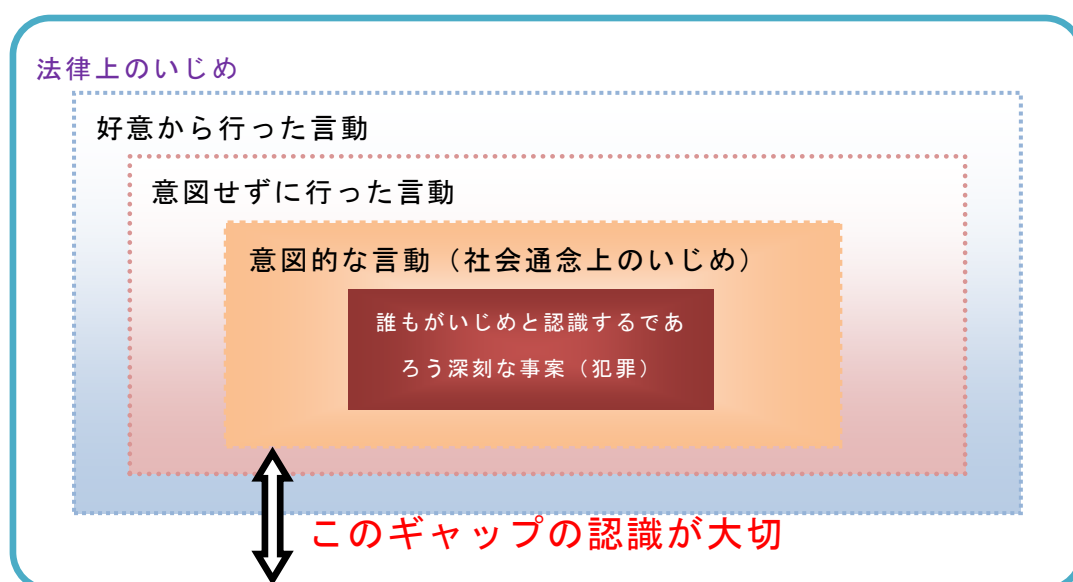 法律上のいじめ
好意から行った言動
意図せずに行った言動
意図的な言動（社会通念上のいじめ）
誰もがいじめと認識するであ
ろう深刻な事案（犯罪）
このギャップの認識が大切